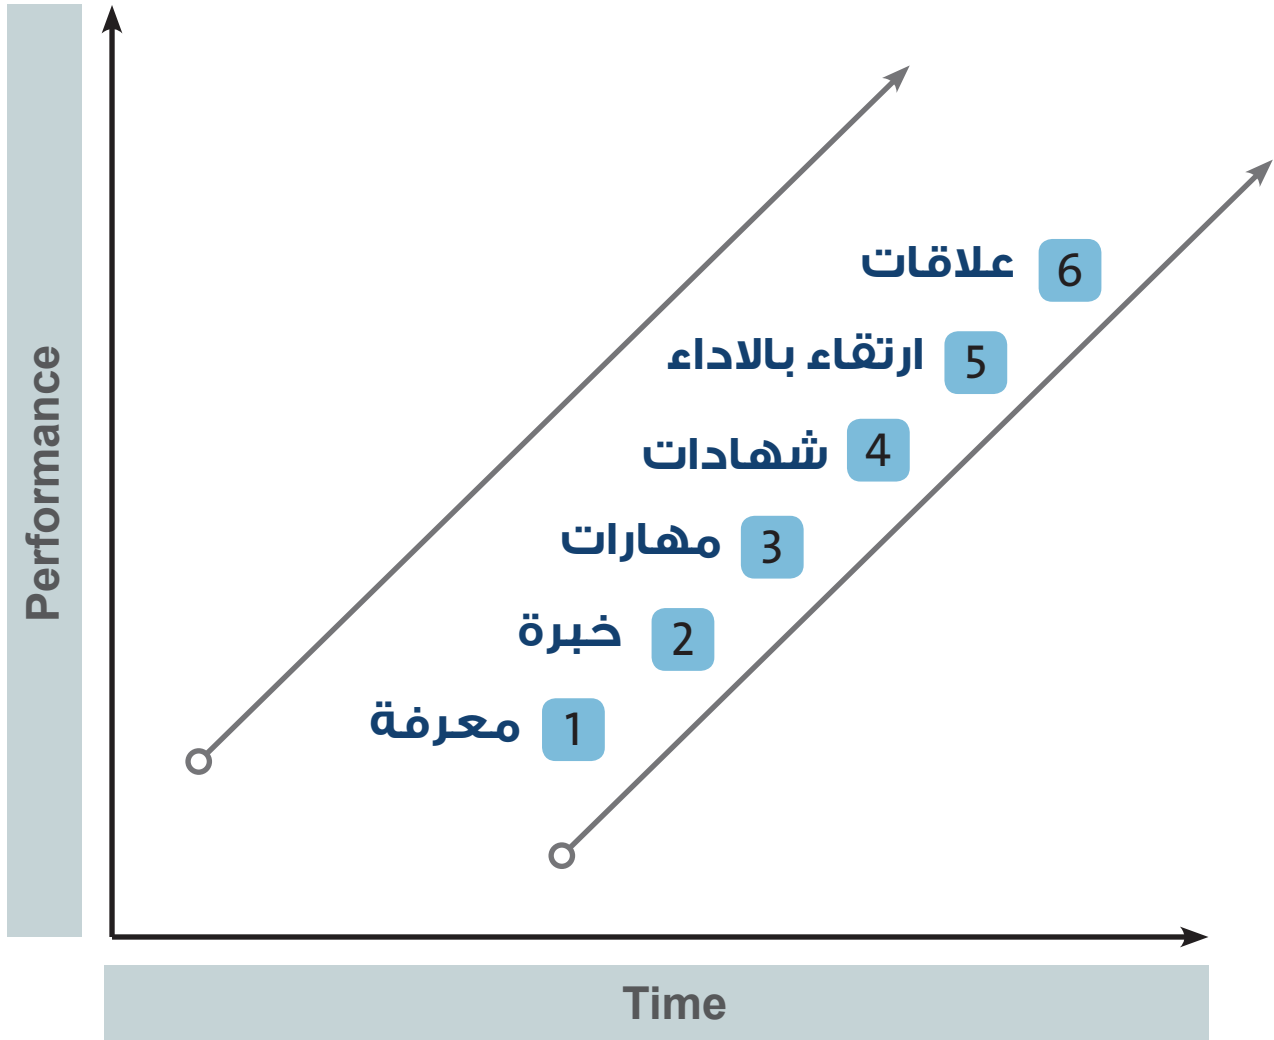 علاقات 6
ارتقاء بالاداء 5
شهادات 4
مهارات 3
خبرة 2
معرفة 1
Performance
Time